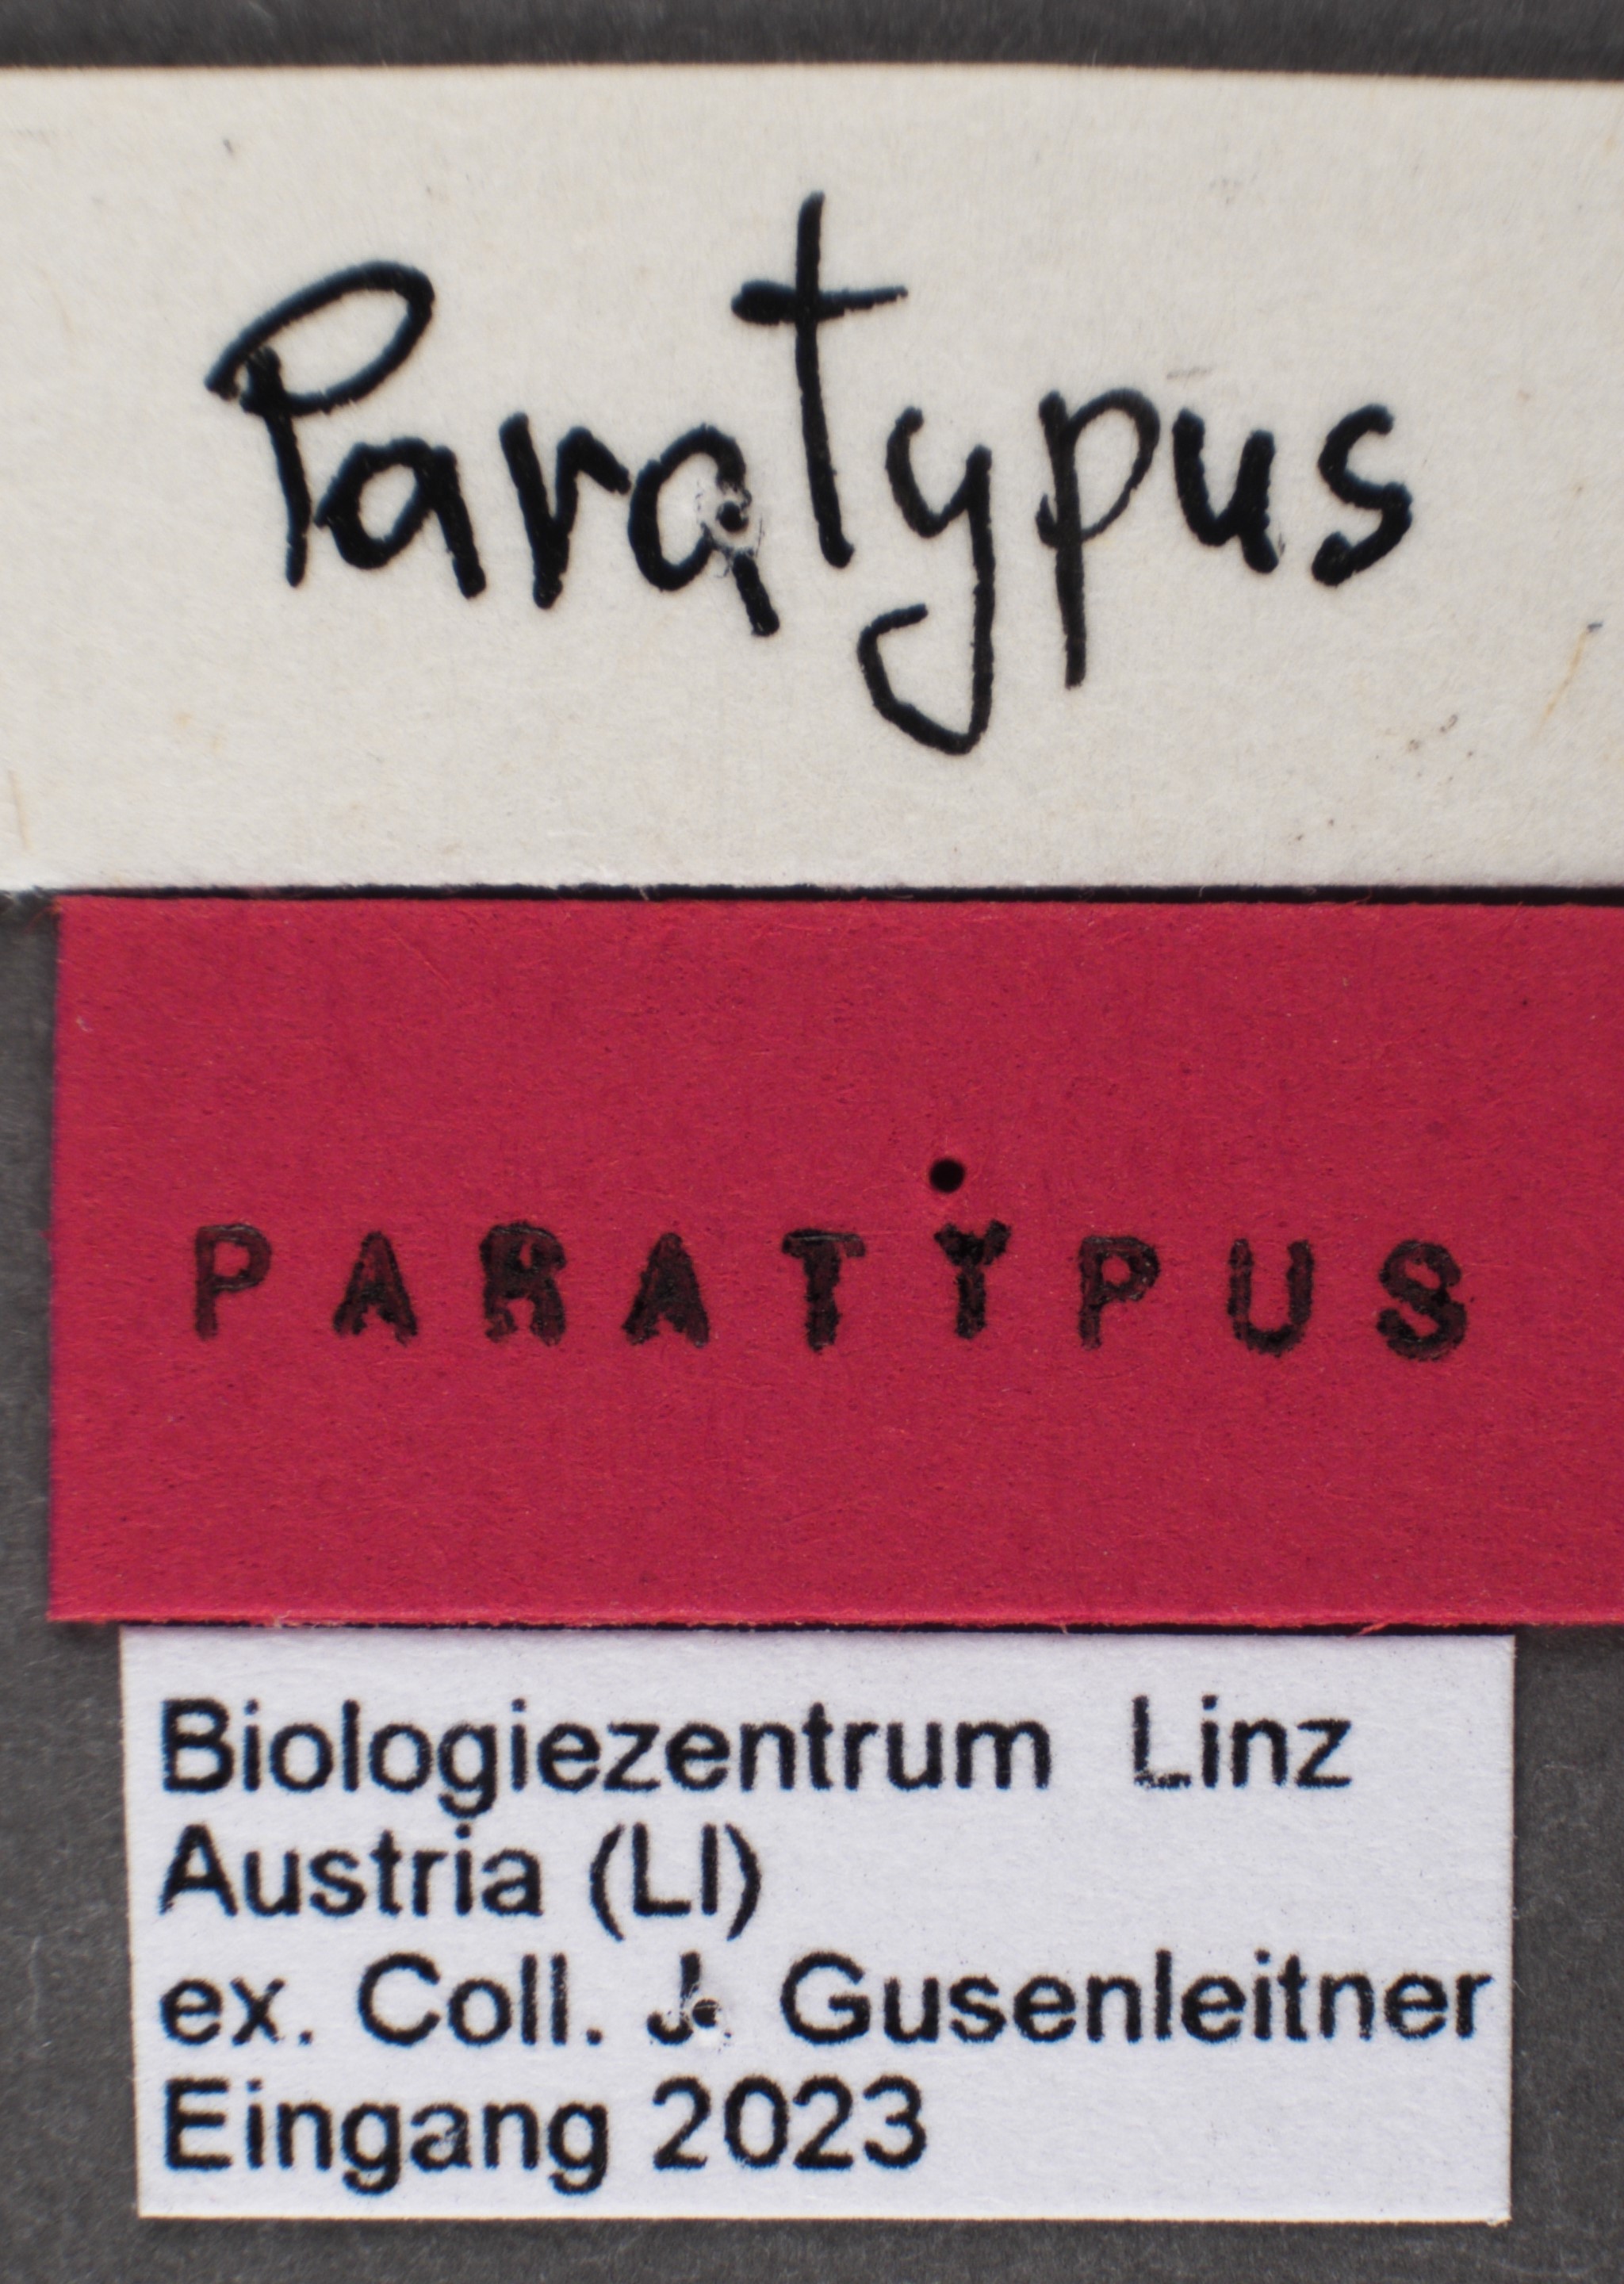 Paratypus
PARATYPUS
Biologiezentrum Linz
Austria (LI)
ex. Coll. J. Gusenleitner
Eingang 2023